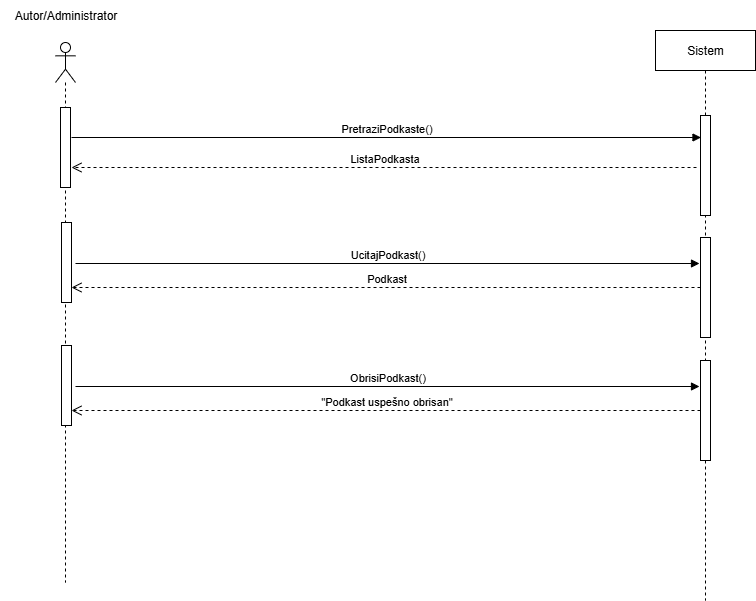 Autor/Administrator
Sistem
PretraziPodkaste()
ListaPodkasta
UcitajPodkast()
Podkast
ObrisiPodkast()
"Podkast uspešno obrisan"